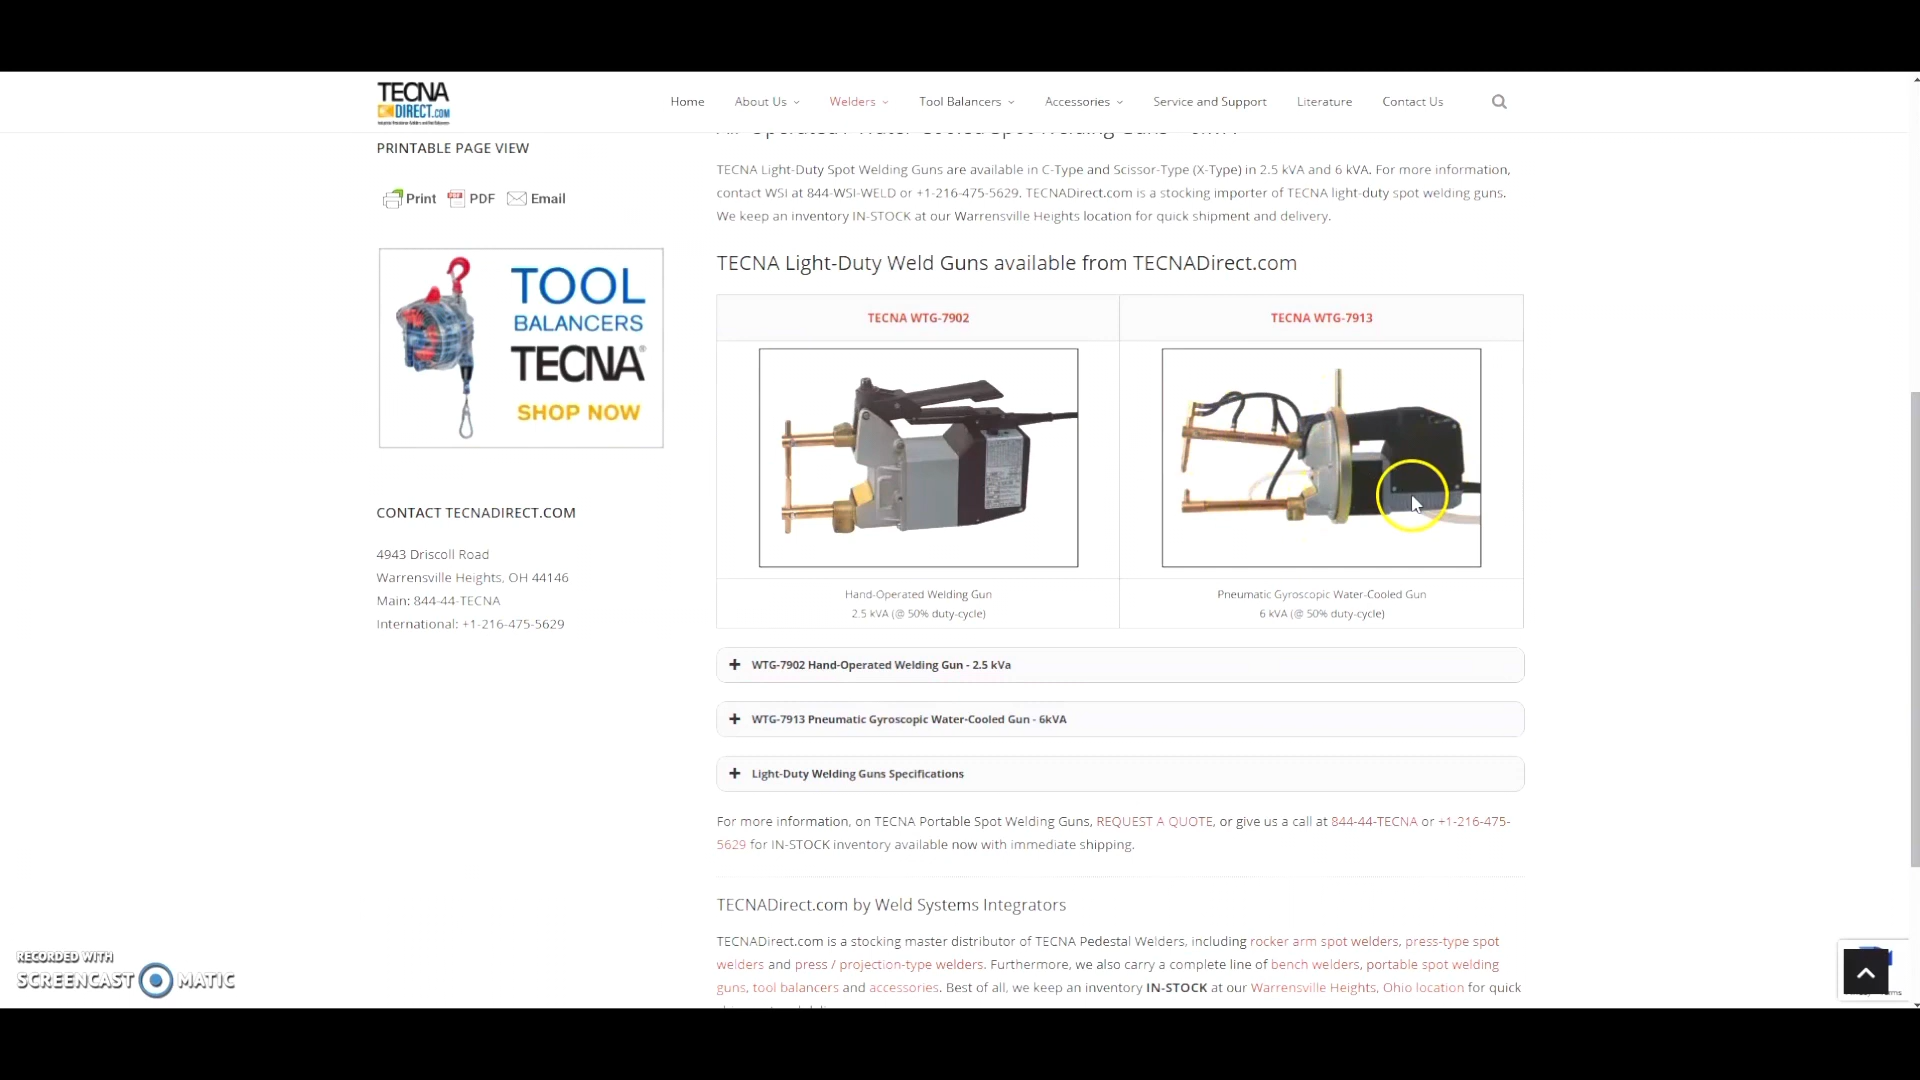 TECNA
DIRECT.COM
Home
About Us
Welders
Tool Balancers
Accessories
Service and Support
Literature
Contact Us
PRINTABLE PAGE VIEW
Print
PDF
Email
TOOL
BALANCERS
TECNA®
SHOP NOW
CONTACT TECNADIRECT.COM
4943 Driscoll Road
Warrensville Heights, OH 44146
Main: 844-44-TECNA
International: +1-216-475-5629
TECNA Light-Duty Spot Welding Guns are available in C-Type and Scissor-Type (X-Type) in 2.5 kVA and 6 kVA. For more information,
contact WSI at 844-WSI-WELD or +1-216-475-5629. TECNADirect.com is a stocking importer of TECNA light-duty spot welding guns.
We keep an inventory IN-STOCK at our Warrensville Heights location for quick shipment and delivery.
TECNA Light-Duty Weld Guns available from TECNADirect.com
TECNA WTG-7902
TECNA WTG-7913
Hand-Operated Welding Gun
2.5 kVA (@ 50% duty-cycle)
Pneumatic Gyroscopic Water-Cooled Gun
6 kVA (@ 50% duty-cycle)
WTG-7902 Hand-Operated Welding Gun - 2.5 kVa
WTG-7913 Pneumatic Gyroscopic Water-Cooled Gun - 6kVA
Light-Duty Welding Guns Specifications
For more information, on TECNA Portable Spot Welding Guns, REQUEST A QUOTE, or give us a call at 844-44-TECNA or +1-216-475-
5629 for IN-STOCK inventory available now with immediate shipping.
TECNADirect.com by Weld Systems Integrators
TECNADirect.com is a stocking master distributor of TECNA Pedestal Welders, including rocker arm spot welders, press-type spot
welders and press / projection-type welders. Furthermore, we also carry a complete line of bench welders, portable spot welding
guns, tool balancers and accessories. Best of all, we keep an inventory IN-STOCK at our Warrensville Heights, Ohio location for quick
RECORDED WITH
SCREENCAST MATIC